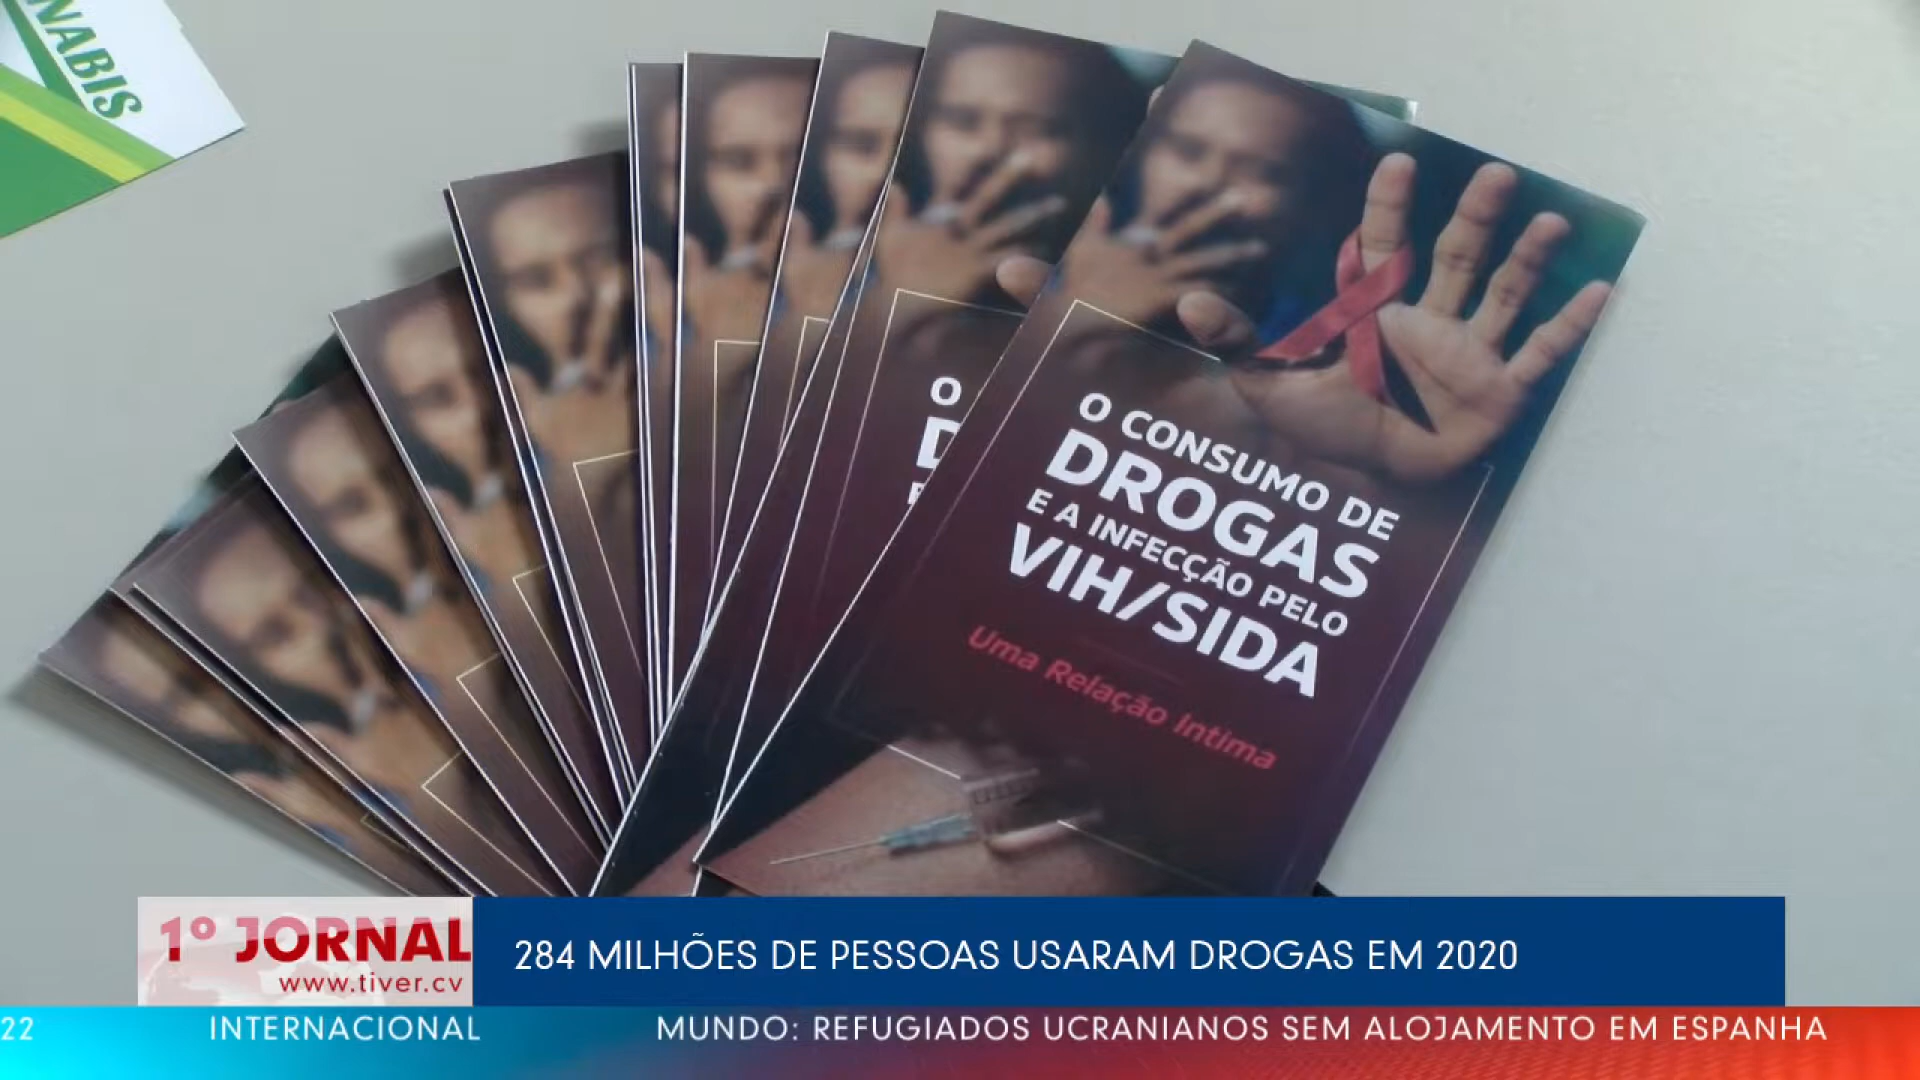 NABIS
O
D
E
O CONSUMO DE
DROGAS
E A INFECÇÃO PELO
VIH/SIDA
Uma Relação Intima
1º JORNAL
www.tiver.cv
284 MILHÕES DE PESSOAS USARAM DROGAS EM 2020
22 INTERNACIONAL MUNDO: REFUGIADOS UCRANIANOS SEM ALOJAMENTO EM ESPANHA